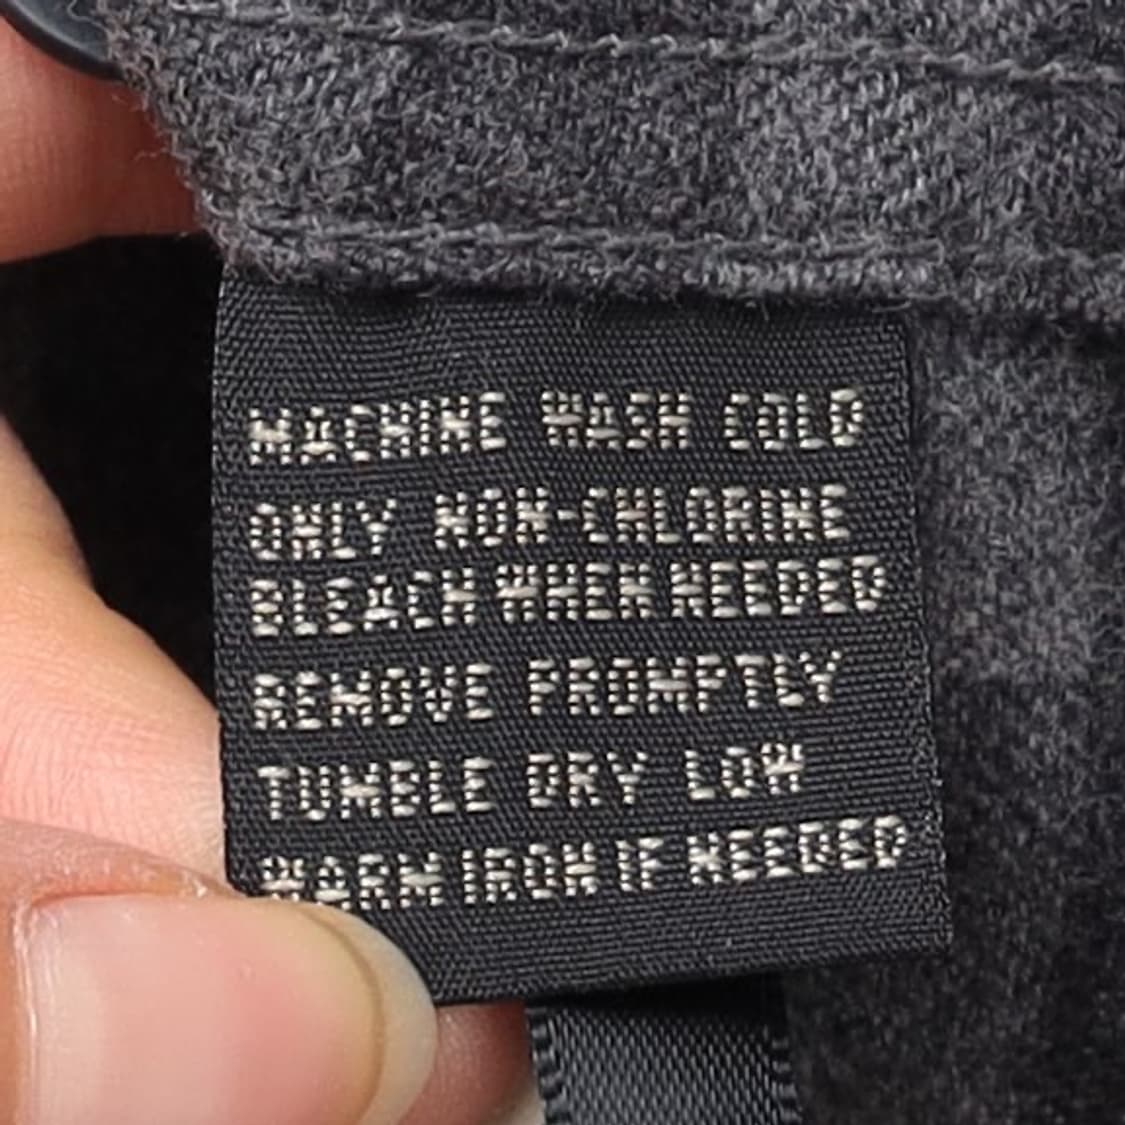 MACHINE WASH COLD
ONLY NON-CHLORINE
BLEACH WHEN NEEDED
REMOVE PROMPTLY
TUMBLE DRY LOW
WARM IRON IF NEEDED